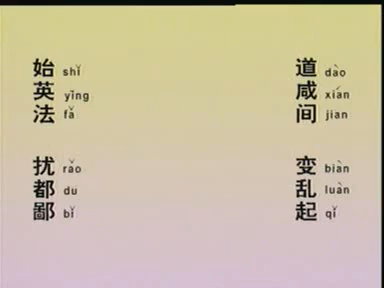 道 dào
咸 xián
间 jian
变 biàn
乱 luàn
起 qǐ
始 shǐ
英 yǐng
法 fǎ
扰 rǎo
都 du
鄙 bǐ